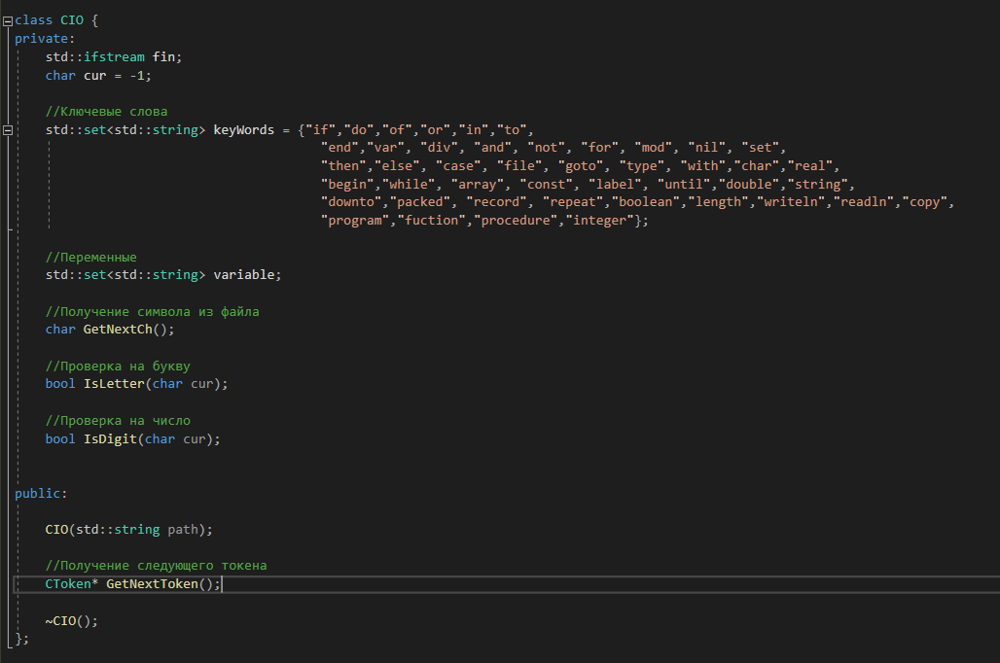 class CIO {
private:
std::ifstream fin;
char cur = -1;
//Ключевые слова
std::set<std::string> keyWords = {"if","do","of","or","in","to",
"end","var", "div", "and", "not", "for", "mod", "nil", "set",
"then","else", "case", "file", "goto", "type", "with","char","real",
"begin","while", "array", "const", "label", "until","double","string",
"downto","packed", "record", "repeat","boolean","length","writeln","readln","copy",
"program","fuction","procedure","integer"};
//Переменные
std::set<std::string> variable;
//Получение символа из файла
char GetNextCh();
//Проверка на букву
bool IsLetter(char cur);
//Проверка на число
bool IsDigit(char cur);
public:
CIO(std::string path);
//Получение следующего токена
CToken* GetNextToken();
~CIO();
};